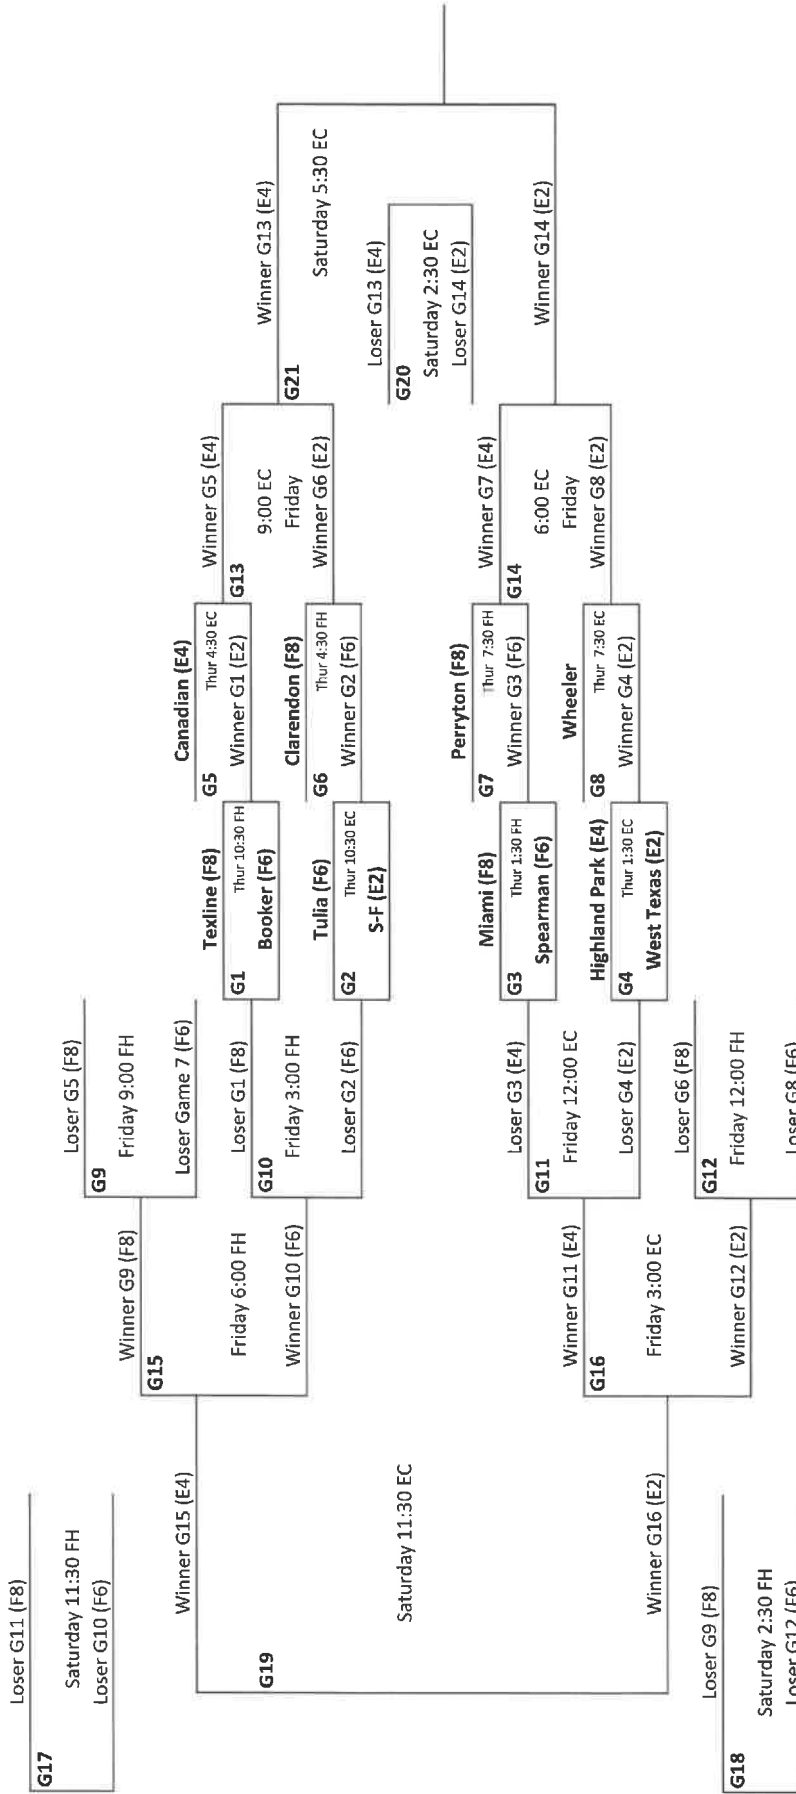 Loser G11 (F8)
G17
Saturday 11:30 FH
Loser G10 (F6)
Loser G5 (F8)
G9
Friday 9:00 FH
Loser Game 7 (F6)
Winner G9 (F8)
G15
Friday 6:00 FH
Winner G10 (F6)
Loser G1 (F8)
G10
Friday 3:00 FH
Loser G2 (F6)
Winner G15 (E4)
G19
Saturday 11:30 EC
Winner G16 (E2)
Texline (F8)
G1
Thur 10:30 FH
Booker (F6)
Tulia (F6)
G2
Thur 10:30 EC
S-F (E2)
Canadian (E4)
G5
Thur 4:30 EC
Winner G1 (E2)
Clarendon (F8)
G6
Thur 4:30 FH
Winner G2 (F6)
Winner G5 (E4)
G13
9:00 EC
Friday
Winner G6 (E2)
Winner G13 (E4)
G21
Saturday 5:30 EC
Loser G13 (E4)
G20
Saturday 2:30 EC
Loser G14 (E2)
Winner G14 (E2)
Miami (F8)
G3
Thur 1:30 FH
Spearman (F6)
Highland Park (E4)
G4
Thur 1:30 EC
West Texas (E2)
Perryton (F8)
G7
Thur 7:30 FH
Winner G3 (F6)
Wheeler
G8
Thur 7:30 EC
Winner G4 (E2)
Winner G7 (E4)
G14
6:00 EC
Friday
Winner G8 (E2)
Loser G3 (E4)
G11
Friday 12:00 EC
Loser G4 (E2)
Winner G11 (E4)
G16
Friday 3:00 EC
Winner G12 (E2)
Loser G6 (F8)
G12
Friday 12:00 FH
Loser G8 (F6)
Loser G9 (F8)
G18
Saturday 2:30 FH
Loser G12 (F6)